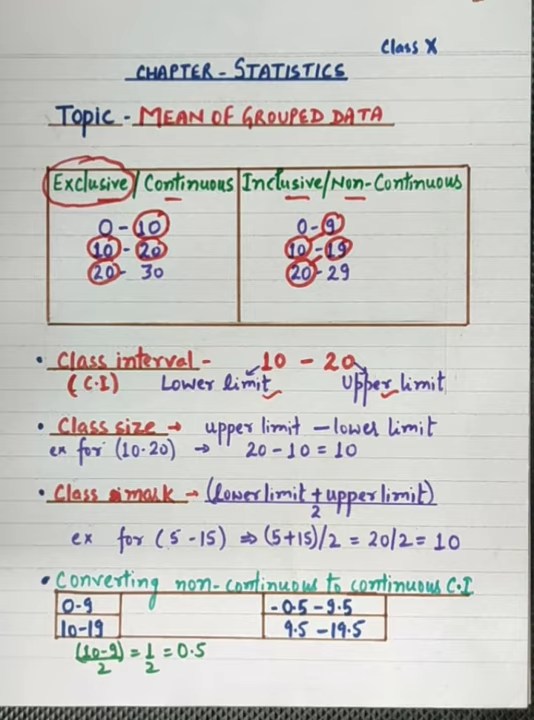 Class X
CHAPTER - STATISTICS
Topic - MEAN OF GROUPED DATA
Exclusive / Continuous
0 - 10
10 - 20
20 - 30
Inclusive/Non-Continuous
0 - 9
10 - 19
20 - 29
• Class interval - 10 - 20
(C.I) Lower limit Upper limit
• Class size → upper limit - lower limit
ex for (10-20) → 20 - 10 = 10
• Class mark → (lower limit + upper limit)
2
ex for (5 - 15) ⇒ (5+15)/2 = 20/2 = 10
• Converting non-continuous to continuous C.I
0-9 -0.5 - 9.5
10-19 9.5 - 19.5
(10-9)/2 = 1/2 = 0.5